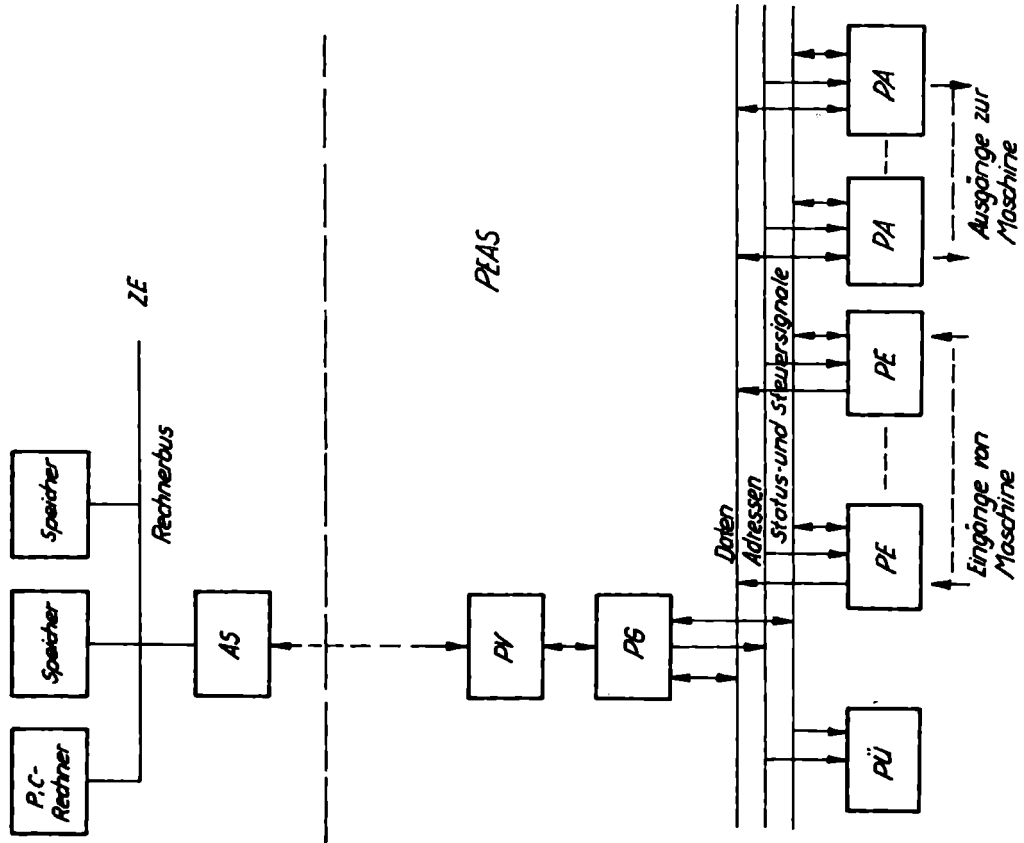 P.C-
Rechner
Speicher
Speicher
Rechnerbus
ZE
AS
PEAS
PV
PG
Daten
Adressen
Status-und Steuersignale
PÜ
PE
PE
PA
PA
Eingänge von
Maschine
Ausgänge zur
Maschine